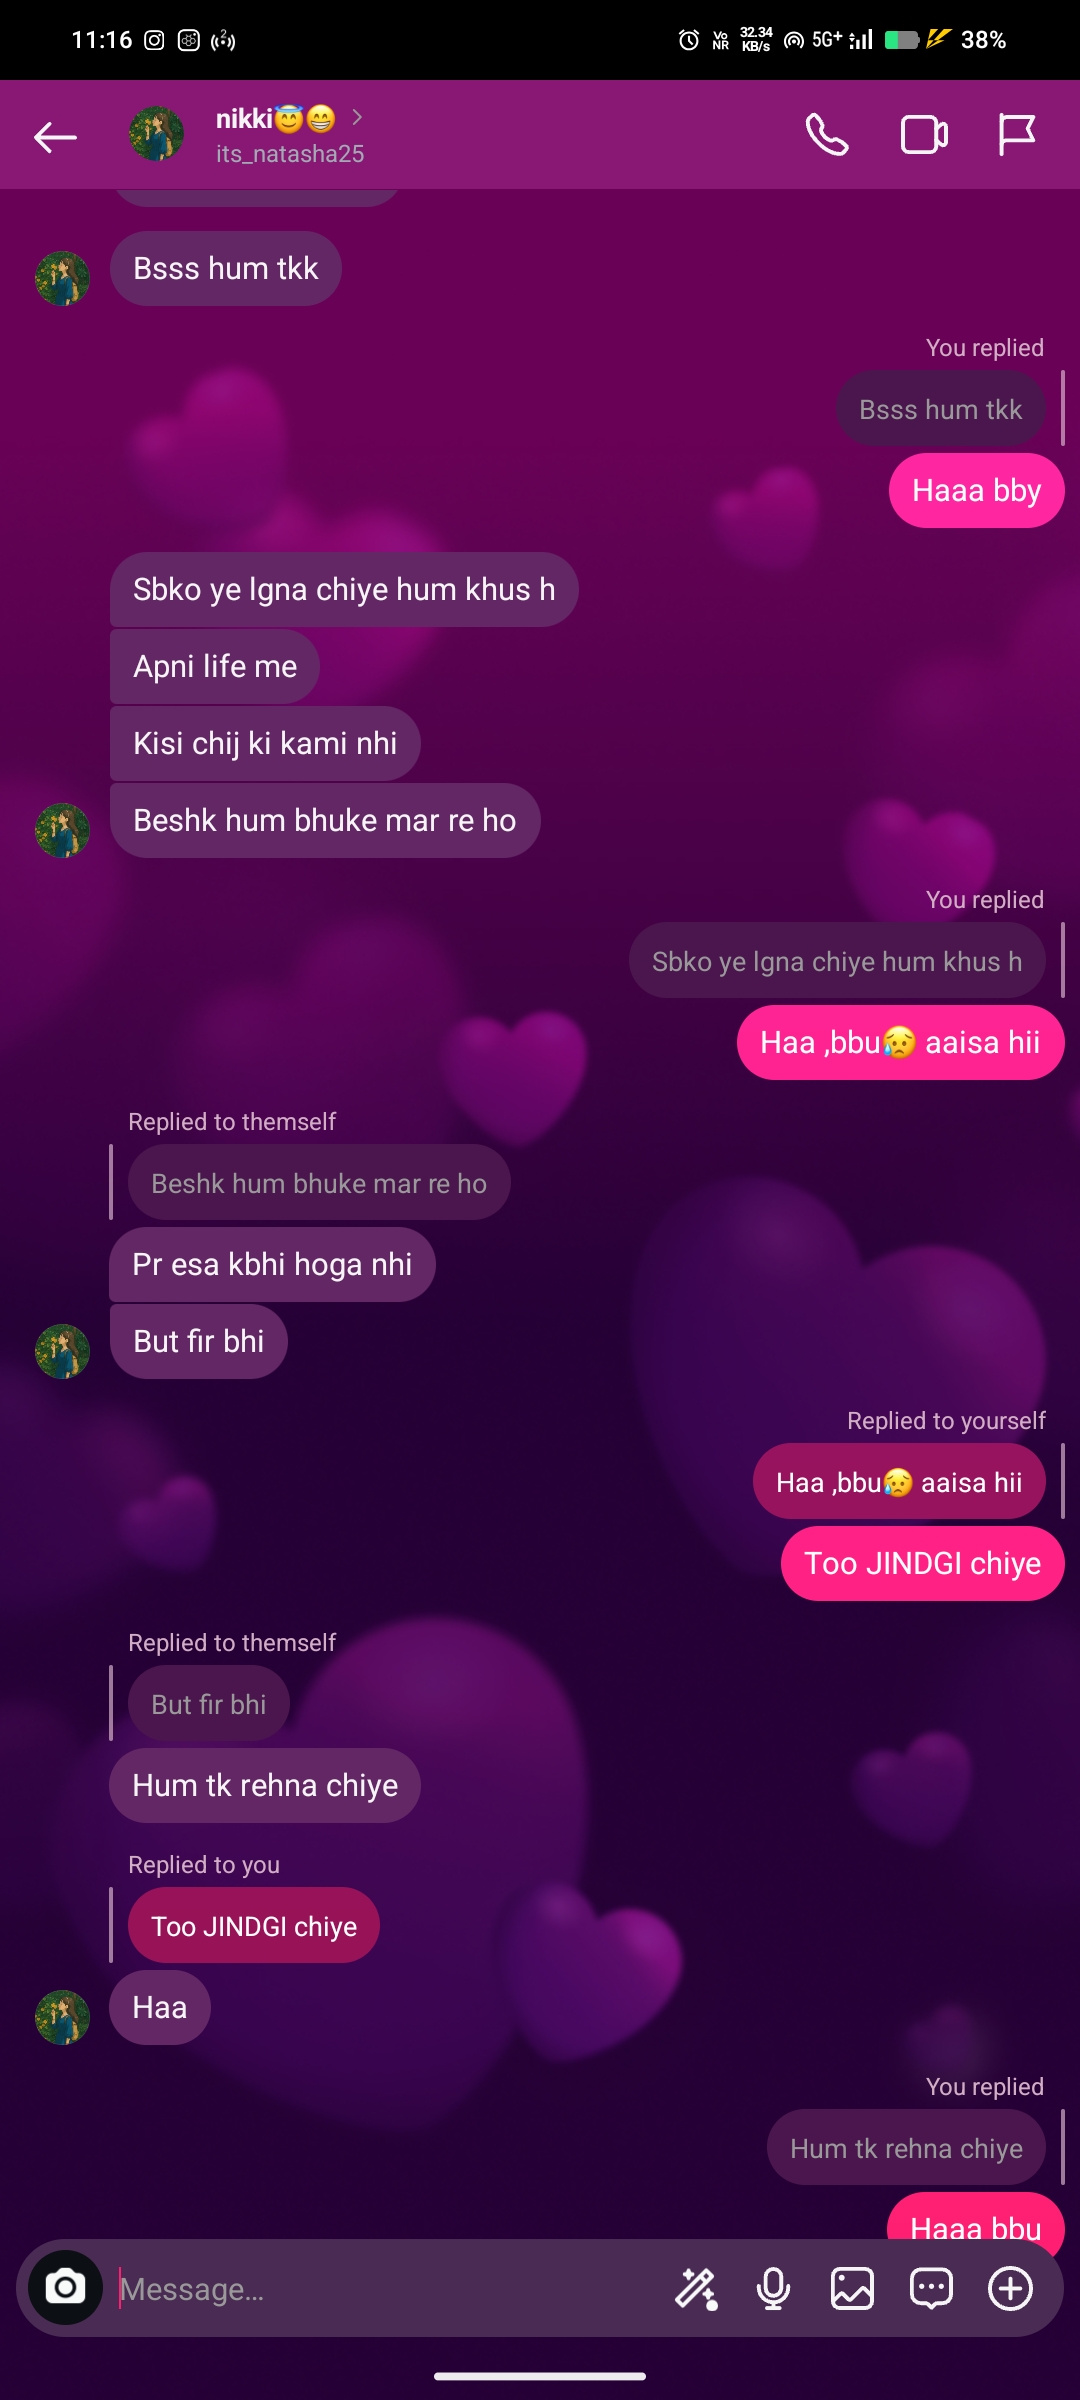 11:16
2
Vo
NR
32.34
KB/s
5G+
38%
nikki😇😁
its_natasha25
Bsss hum tkk
You replied
Bsss hum tkk
Haaa bby
Sbko ye lgna chiye hum khus h
Apni life me
Kisi chij ki kami nhi
Beshk hum bhuke mar re ho
You replied
Sbko ye lgna chiye hum khus h
Haa ,bbu😥 aaisa hii
Replied to themself
Beshk hum bhuke mar re ho
Pr esa kbhi hoga nhi
But fir bhi
Replied to yourself
Haa ,bbu😥 aaisa hii
Too JINDGI chiye
Replied to themself
But fir bhi
Hum tk rehna chiye
Replied to you
Too JINDGI chiye
Haa
You replied
Hum tk rehna chiye
Haaa bbu
Message...